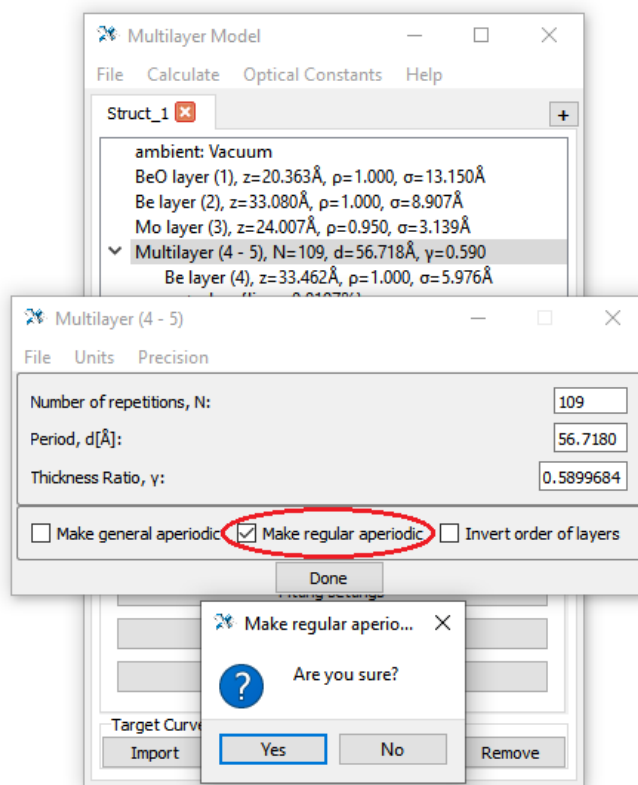 Multilayer Model
File Calculate Optical Constants Help
Struct_1
+
ambient: Vacuum
BeO layer (1), z=20.363Å, ρ=1.000, σ=13.150Å
Be layer (2), z=33.080Å, ρ=1.000, σ=8.907Å
Mo layer (3), z=24.007Å, ρ=0.950, σ=3.139Å
Multilayer (4 - 5), N=109, d=56.718Å, γ=0.590
Be layer (4), z=33.462Å, ρ=1.000, σ=5.976Å
Multilayer (4 - 5)
File Units Precision
Number of repetitions, N: 109
Period, d[Å]: 56.7180
Thickness Ratio, γ: 0.5899684
Make general aperiodic Make regular aperiodic Invert order of layers
Done
Make regular aperio...
Are you sure?
Yes No
Target Curve
Import Remove